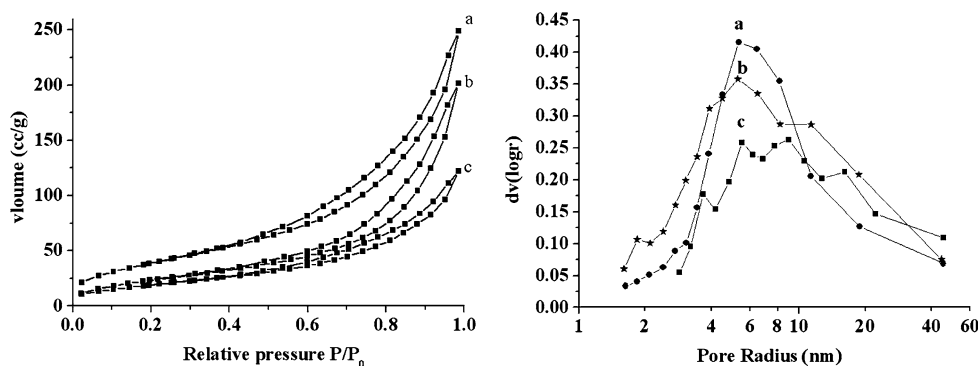 250
200
150
100
50
0
vloume (cc/g)
a
b
c
0.0 0.2 0.4 0.6 0.8 1.0
Relative pressure P/P0
0.45
0.40
0.35
0.30
0.25
0.20
0.15
0.10
0.05
0.00
dv(logr)
a
b
c
1 2 4 6 8 10 20 40 60
Pore Radius (nm)